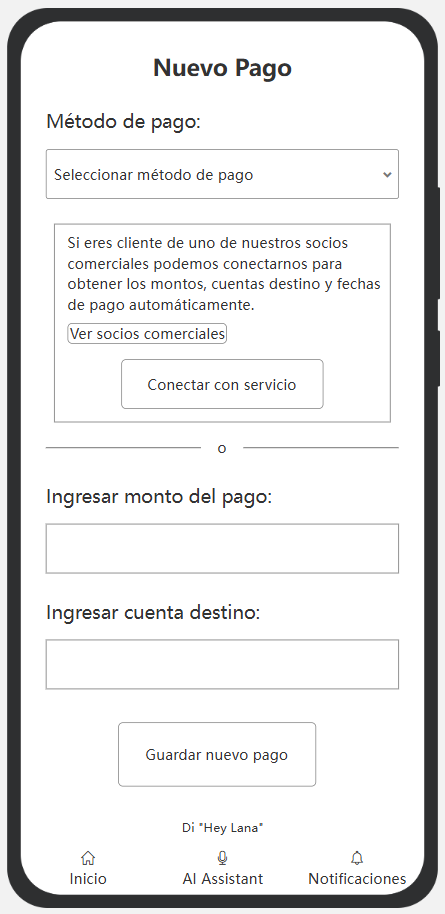 Nuevo Pago
Método de pago:
Seleccionar método de pago
Si eres cliente de uno de nuestros socios
comerciales podemos conectarnos para
obtener los montos, cuentas destino y fechas
de pago automáticamente.
Ver socios comerciales
Conectar con servicio
o
Ingresar monto del pago:
Ingresar cuenta destino:
Guardar nuevo pago
Di "Hey Lana"
Inicio
AI Assistant
Notificaciones